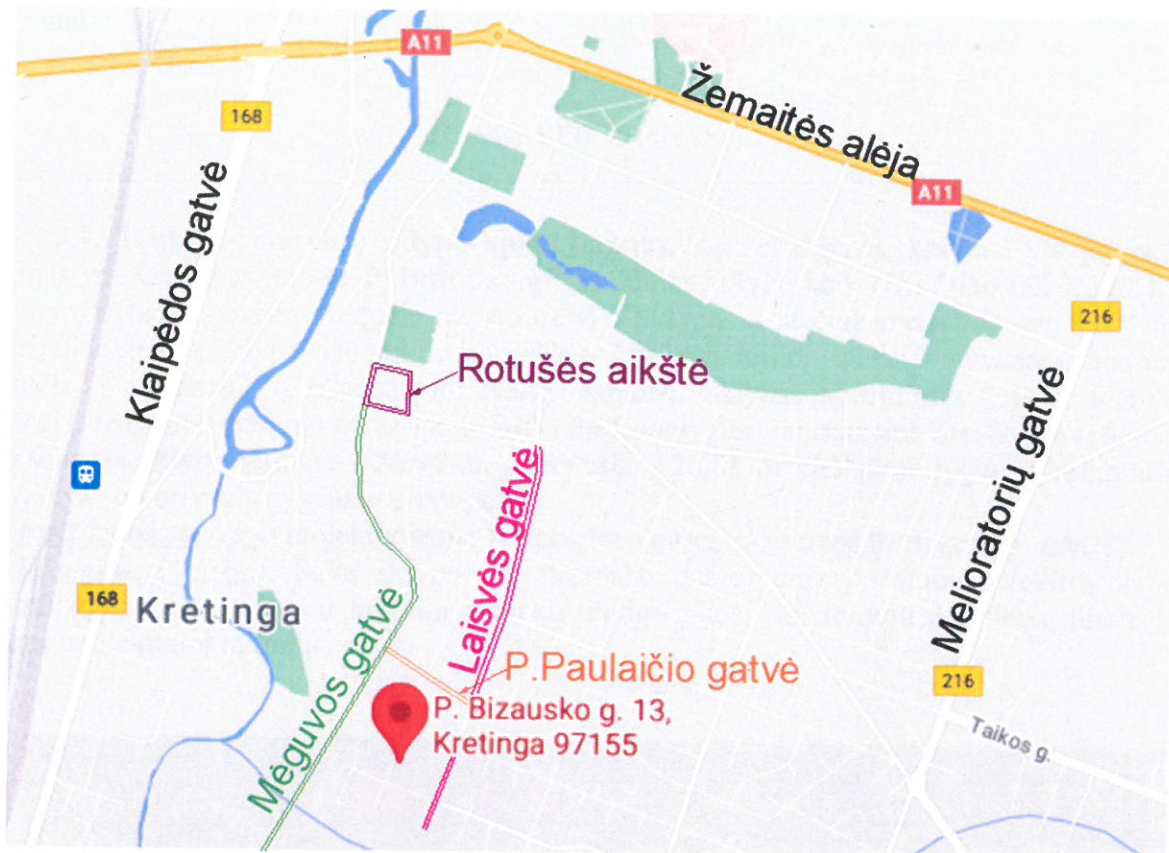 A11
168
Žemaitės alėja
A11
Klaipėdos gatvė
216
Rotušės aikštė
Melioratorių gatvė
Laisvės gatvė
168
Kretinga
Mėguvos gatvė
P.Paulaičio gatvė
216
P. Bizausko g. 13,
Kretinga 97155
Taikos g.